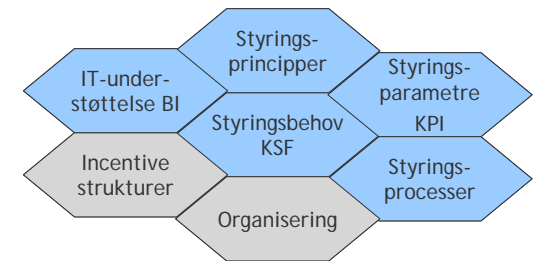 Styrings-
principper
IT-under-
støttelse BI
Styrings-
parametre
KPI
Styringsbehov
KSF
Incentive
strukturer
Styrings-
processer
Organisering